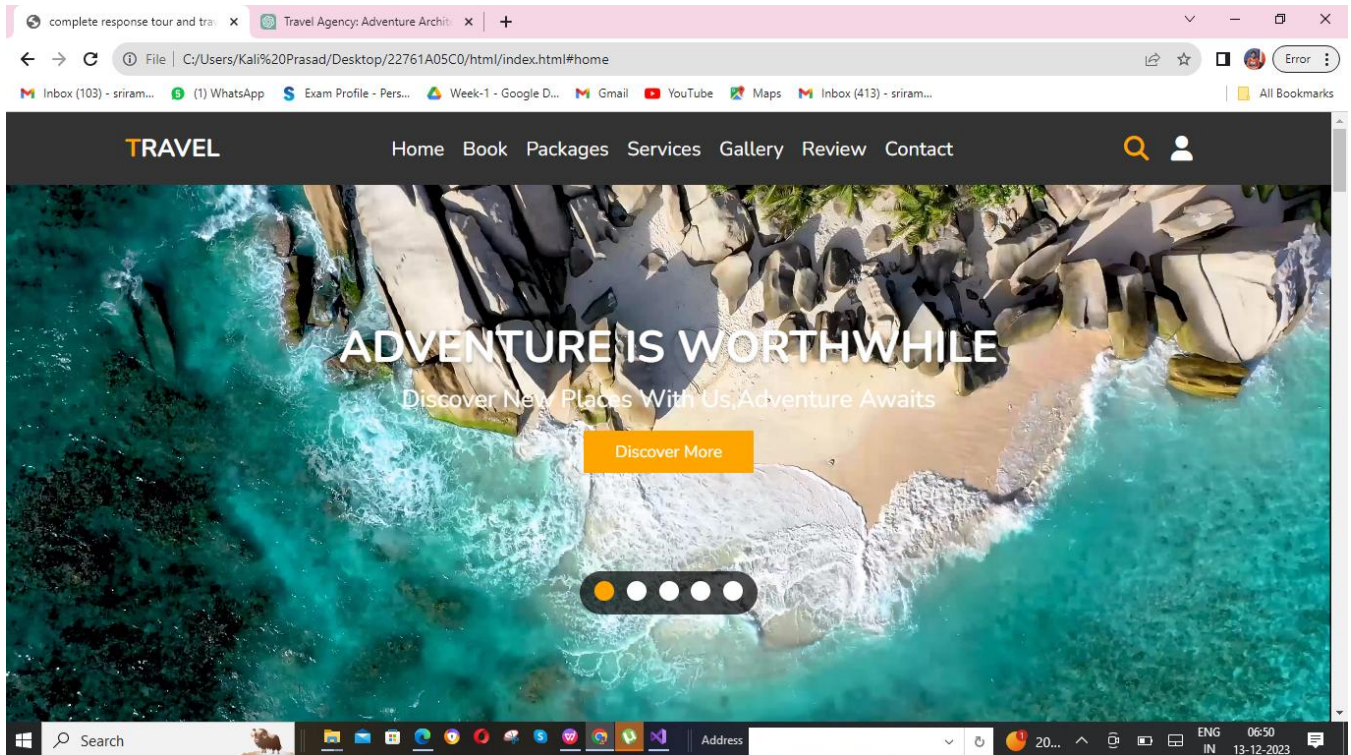 complete response tour and tra
Travel Agency: Adventure Archit
File C:/Users/Kali%20Prasad/Desktop/22761A05C0/html/index.html#home
Error
Inbox (103) - sriram... (1) WhatsApp Exam Profile - Pers... Week-1 - Google D... Gmail YouTube Maps Inbox (413) - sriram... All Bookmarks
TRAVEL Home Book Packages Services Gallery Review Contact
ADVENTURE IS WORTHWHILE
Discover New Places With Us,Adventure Awaits
Discover More
Search Address 20... ENG 06:50
IN 13-12-2023